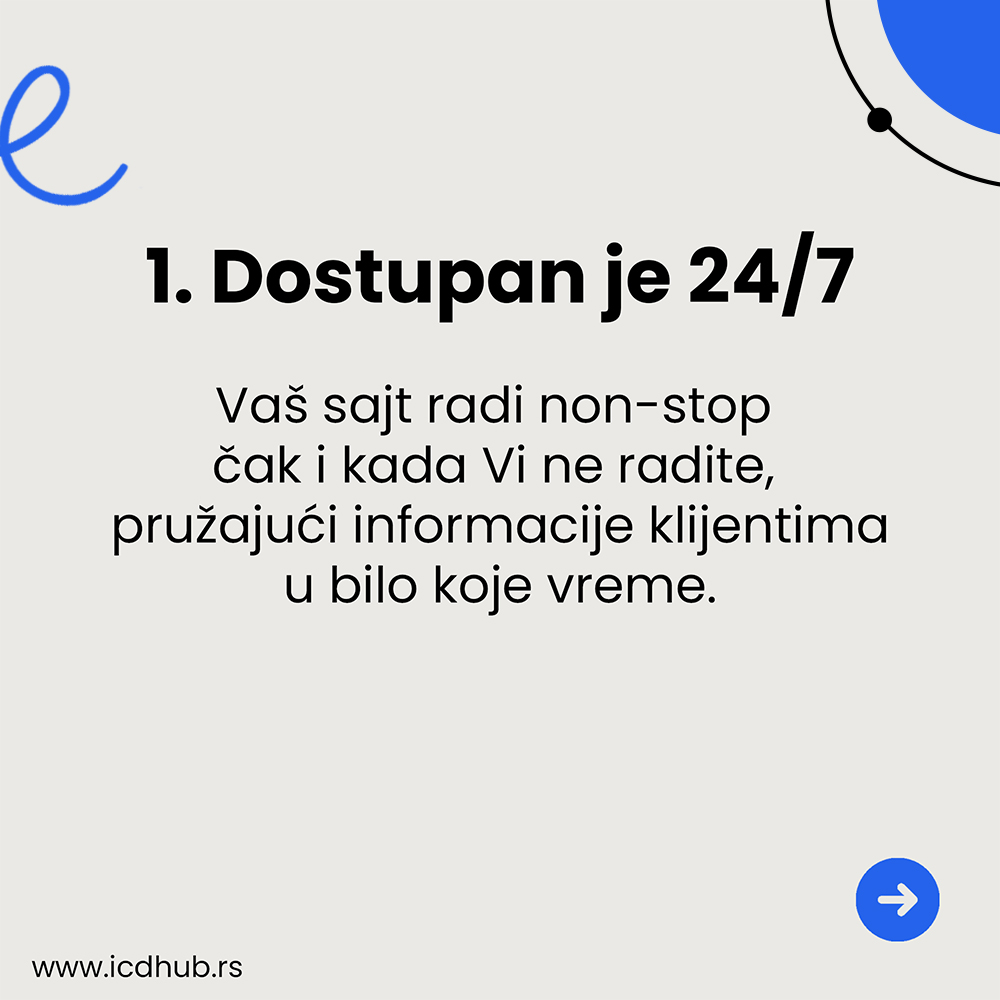 1. Dostupan je 24/7
Vaš sajt radi non-stop
čak i kada Vi ne radite,
pružajući informacije klijentima
u bilo koje vreme.
www.icdhub.rs